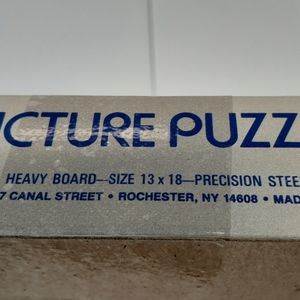 ICTURE PUZZ
HEAVY BOARD—SIZE 13 x 18—PRECISION STEE
7 CANAL STREET • ROCHESTER, NY 14608 • MAD